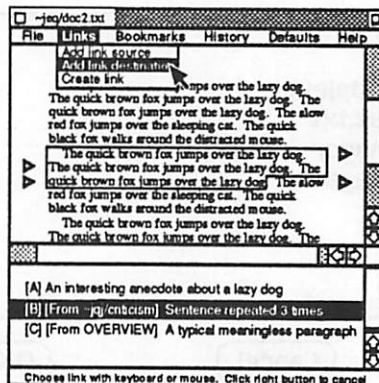 ~jeq/doc2.txt
File Links Bookmarks History Defaults Help
Add link source
Add link destination
Create link
jumps over the lazy dog.
The quick brown fox jumps over the lazy dog. The
quick brown fox jumps over the lazy dog. The slow
red fox jumps over the sleeping cat. The quick
black fox walks around the distracted mouse.
The quick brown fox jumps over the lazy dog.
The quick brown fox jumps over the lazy dog. The
quick brown fox jumps over the lazy dog. The slow
red fox jumps over the sleeping cat. The quick
black fox walks around the distracted mouse.
The quick brown fox jumps over the lazy dog.
The quick brown fox jumps over the lazy dog. The
[A] An interesting anecdote about a lazy dog
[B] [From ~jqj/criticism] Sentence repeated 3 times
[C] [From OVERVIEW] A typical meaningless paragraph
Choose link with keyboard or mouse. Click right button to cancel